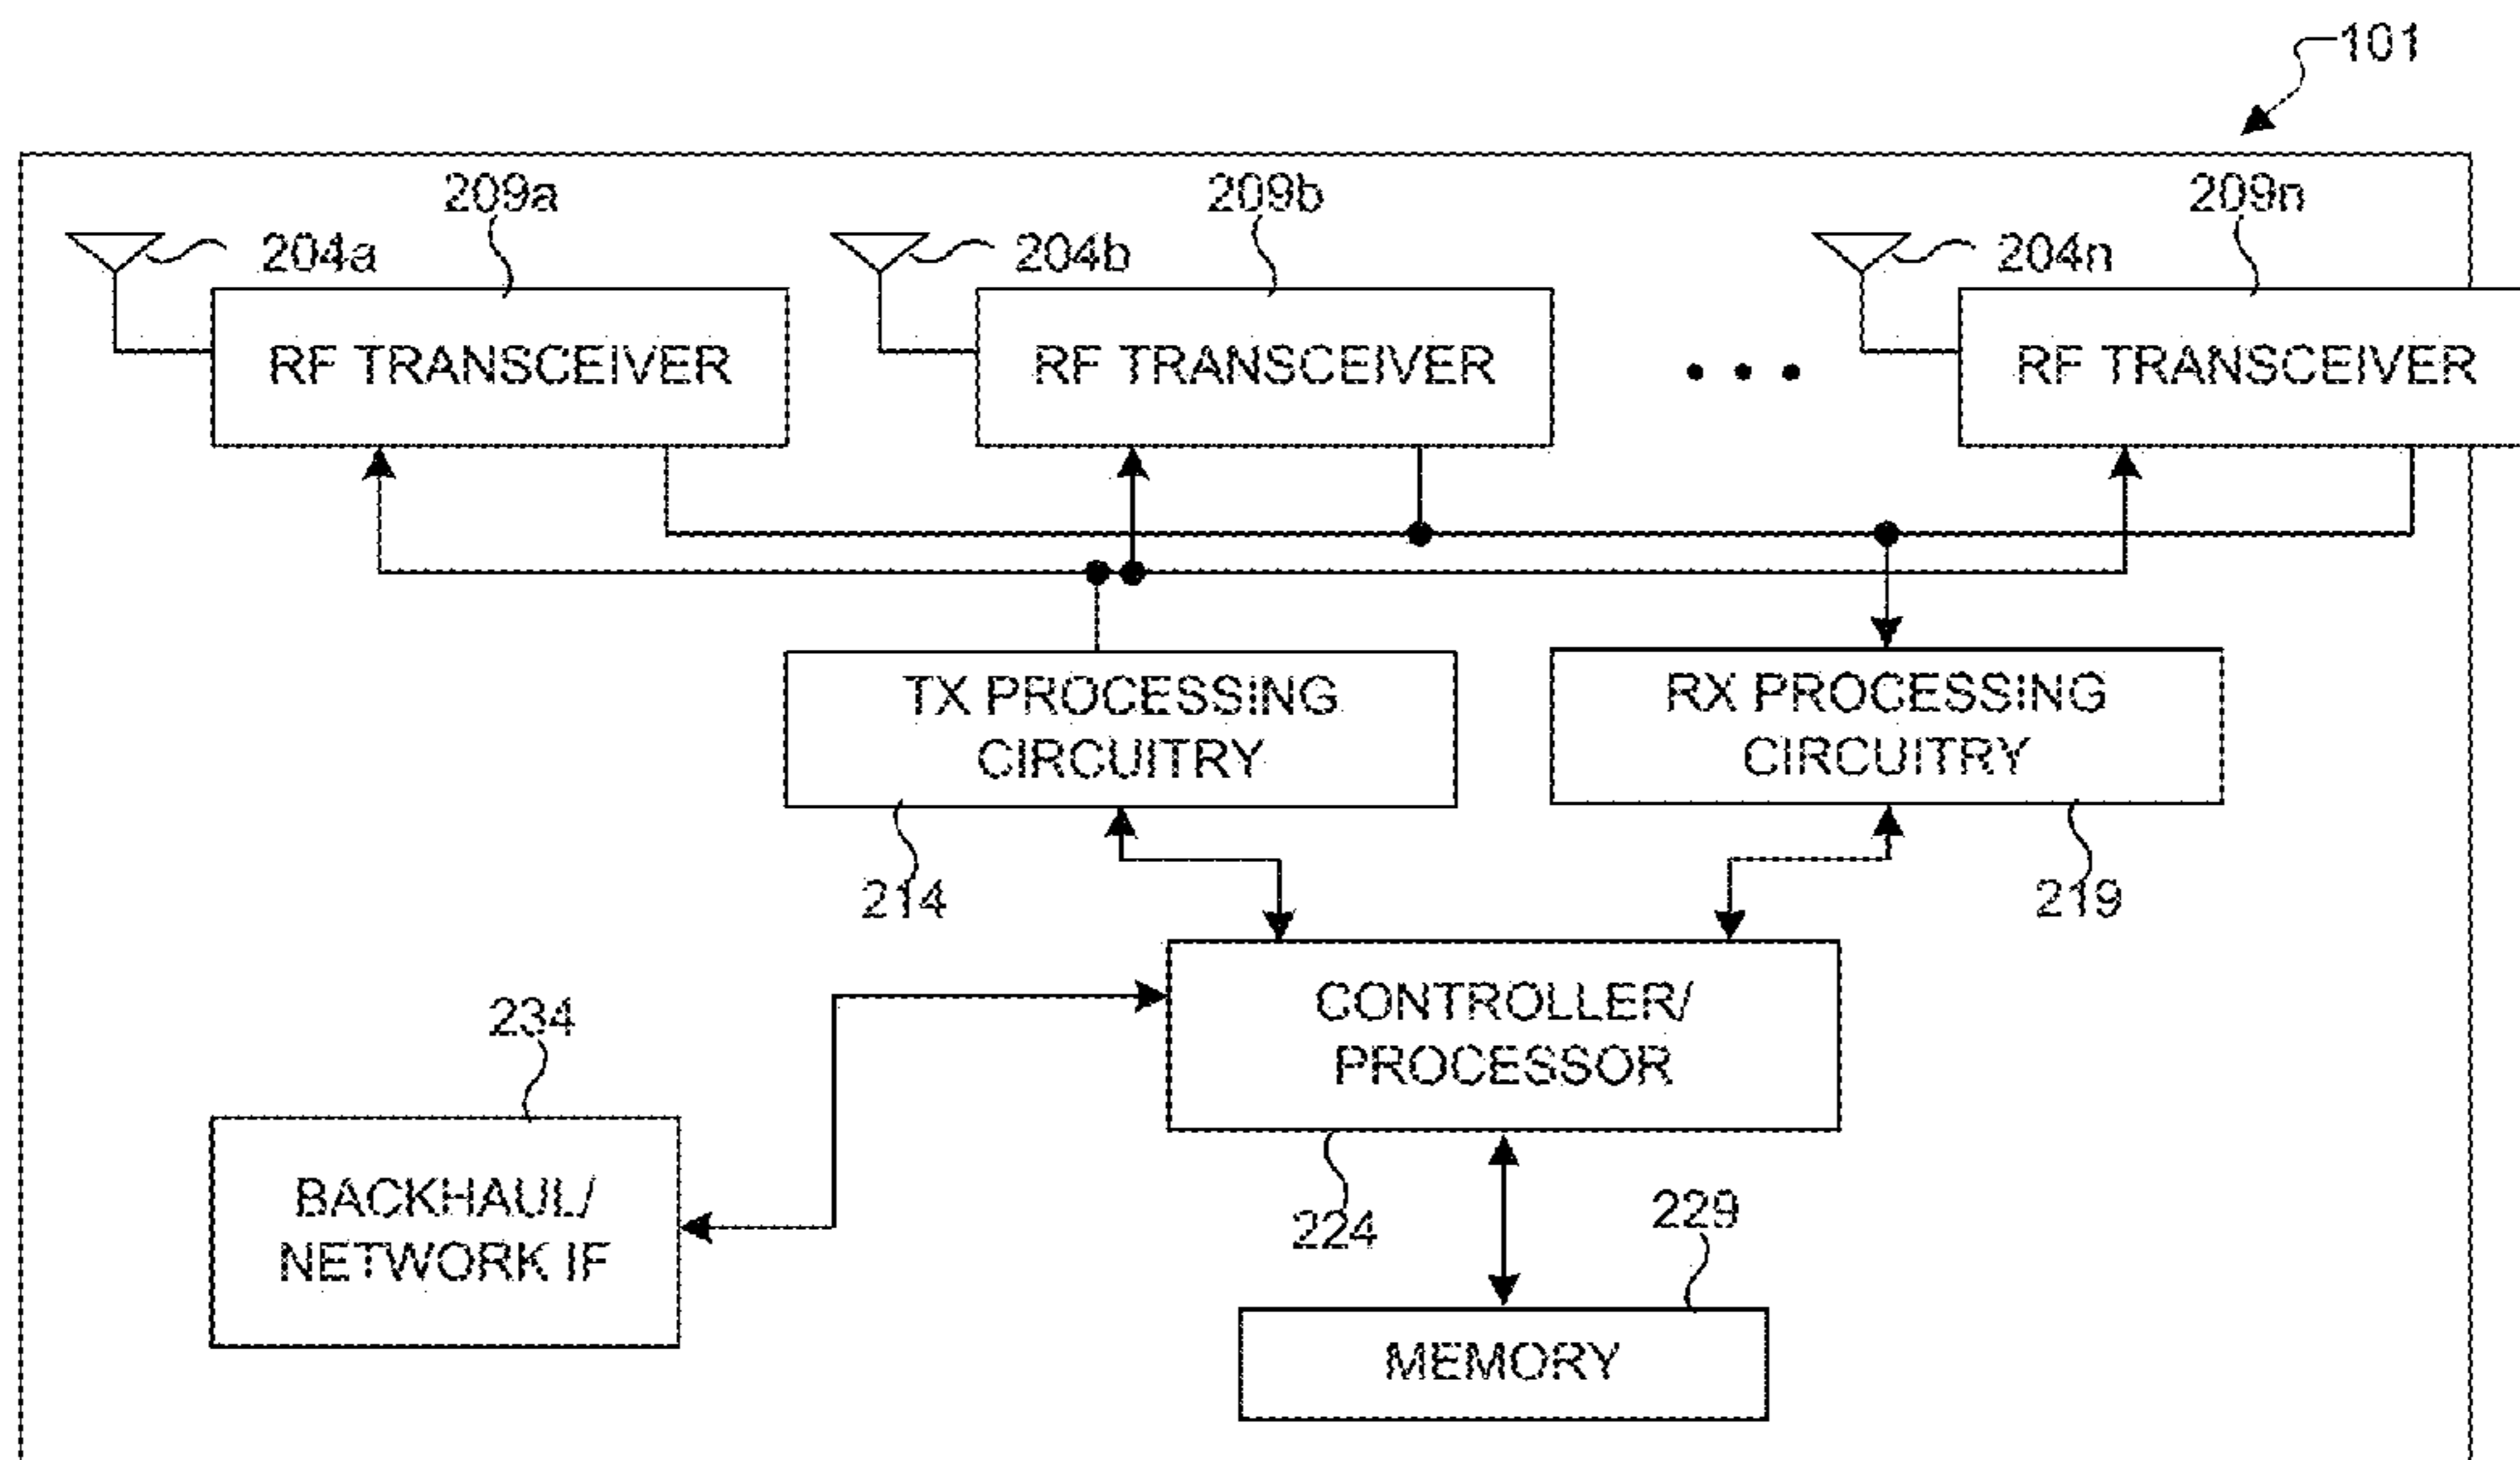 101
209a
209b
209n
204a
204b
204n
RF TRANSCEIVER
RF TRANSCEIVER
RF TRANSCEIVER
TX PROCESSING
CIRCUITRY
RX PROCESSING
CIRCUITRY
214
219
CONTROLLER/
PROCESSOR
234
BACKHAUL/
NETWORK IF
224
229
MEMORY